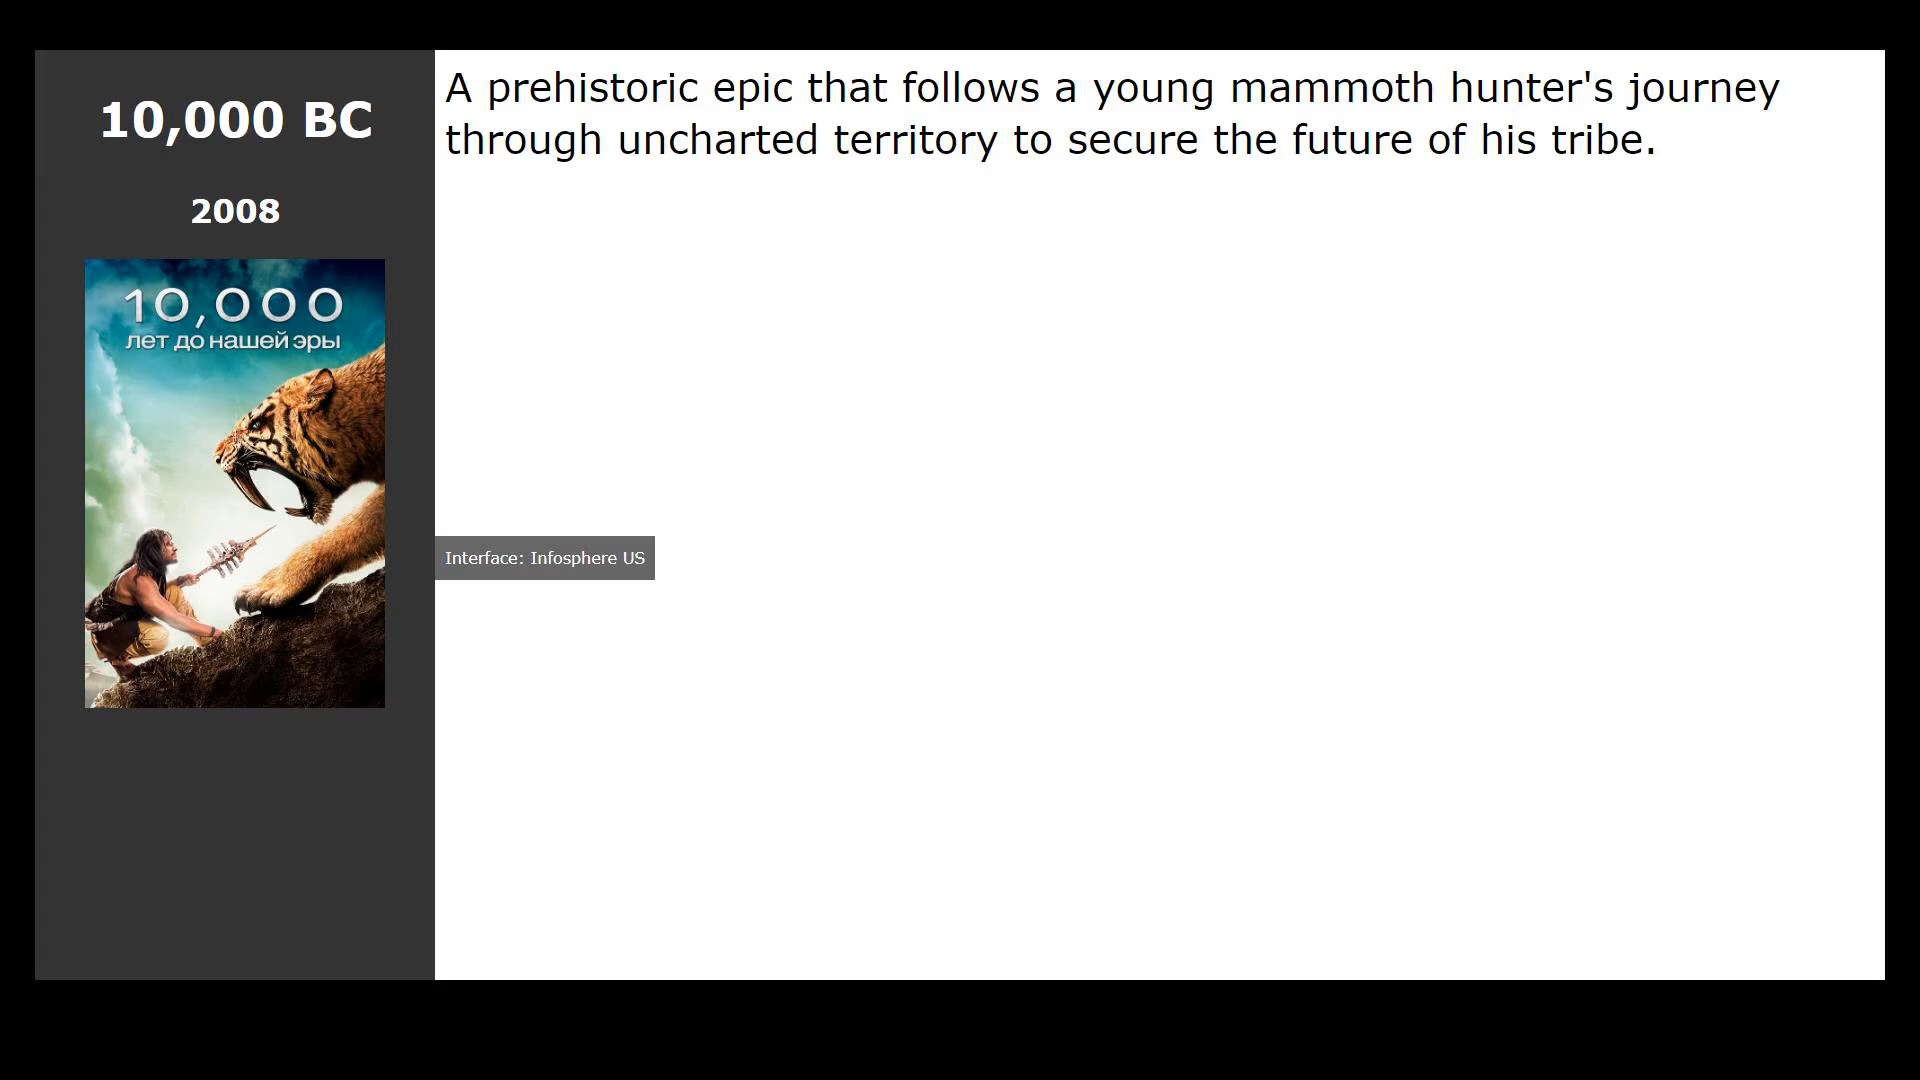 10,000 BC
2008
10,000
лет до нашей эры
A prehistoric epic that follows a young mammoth hunter's journey
through uncharted territory to secure the future of his tribe.
Interface: Infosphere US